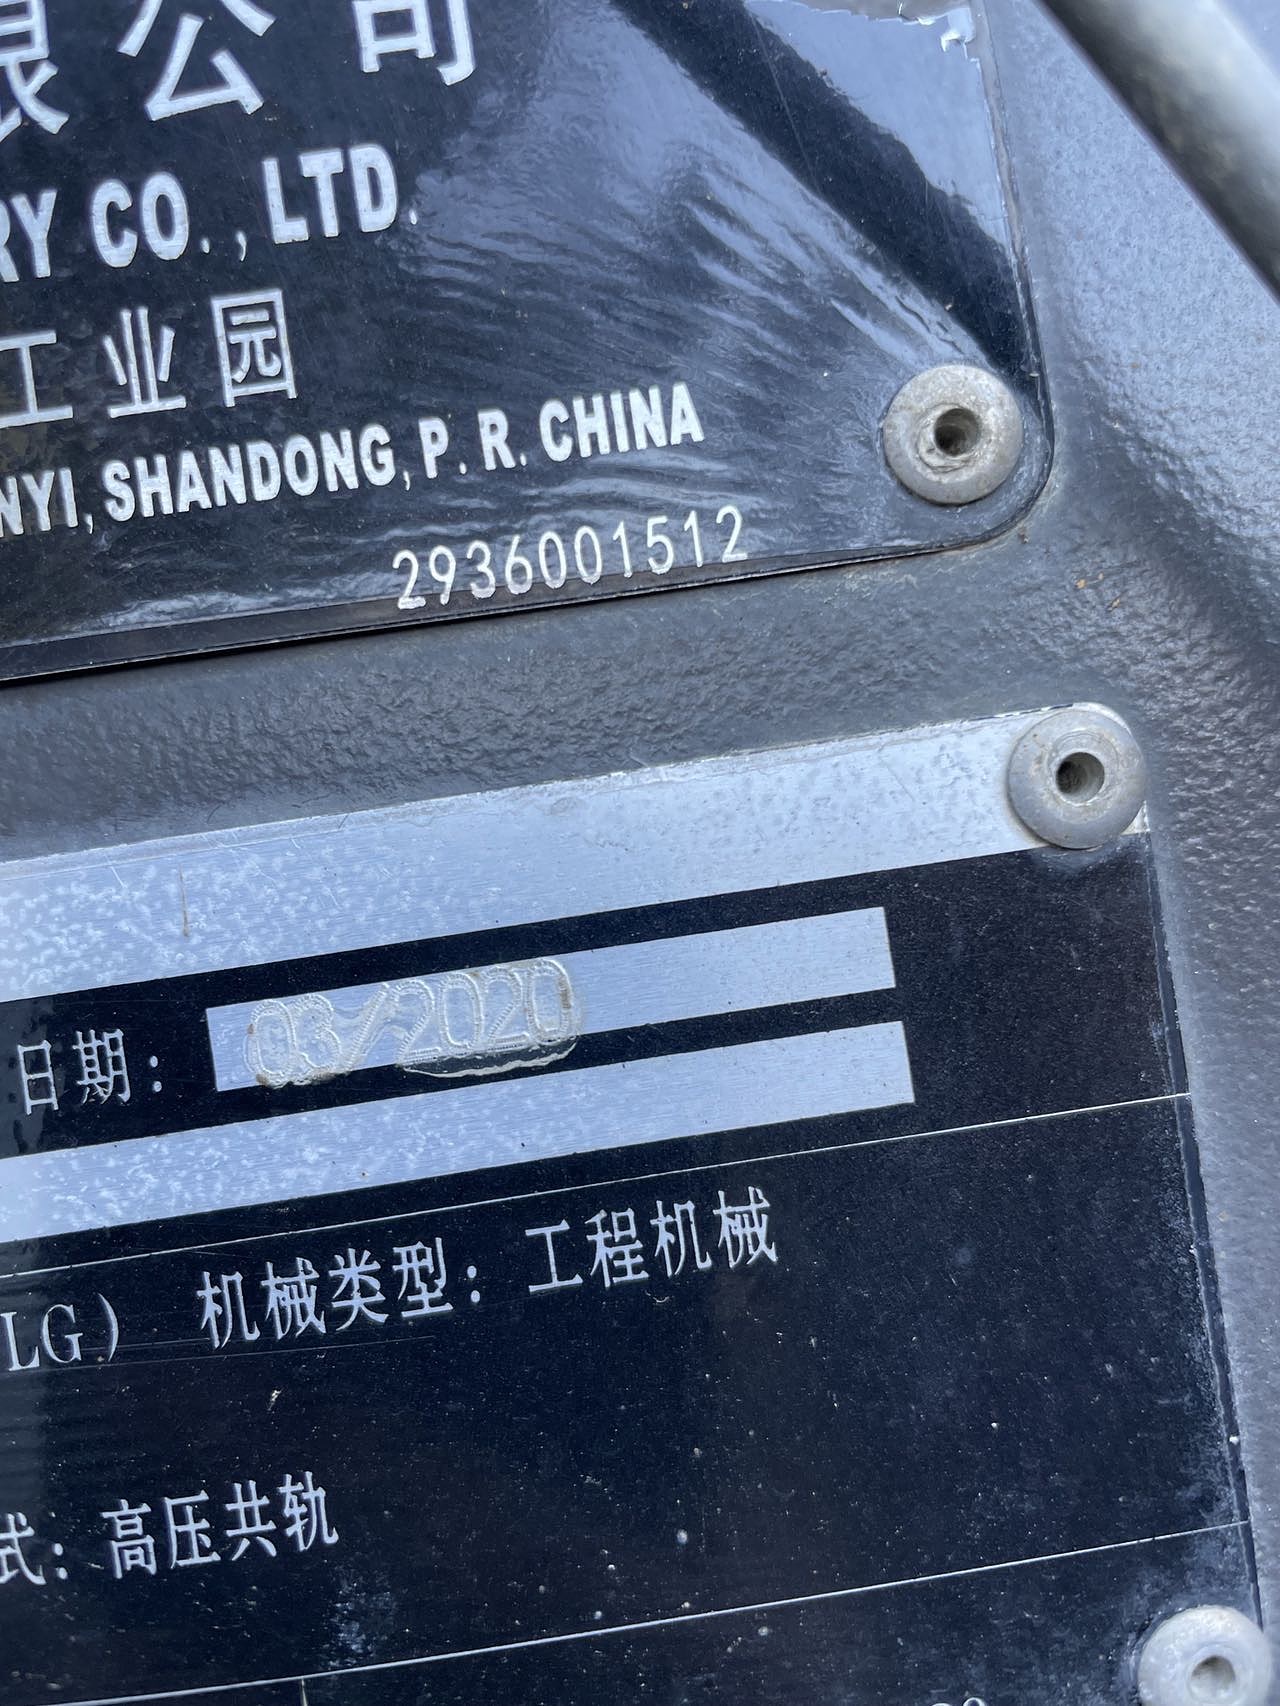 限公司
RY CO., LTD.
工业园
NYI, SHANDONG, P. R. CHINA
2936001512
日期：03/2020
LG） 机械类型：工程机械
式：高压共轨